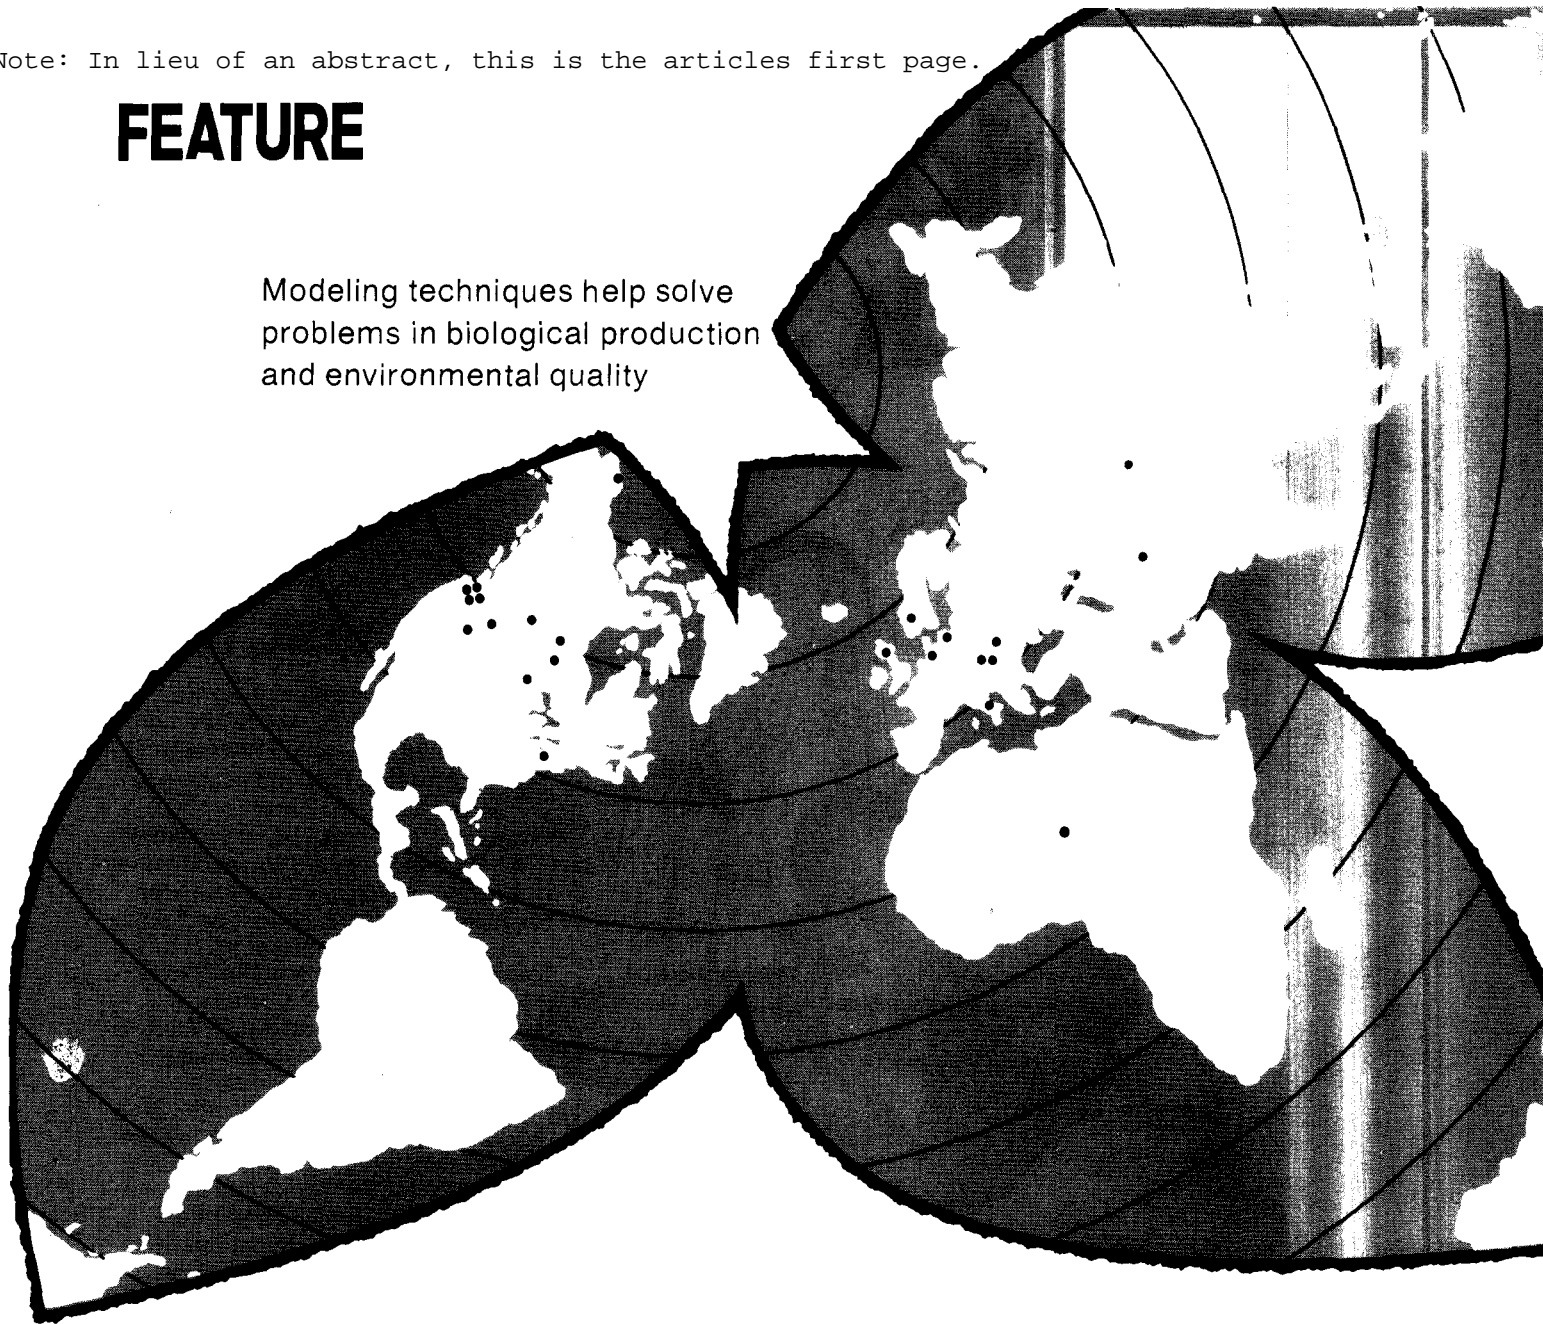 Note: In lieu of an abstract, this is the articles first page.
FEATURE
Modeling techniques help solve
problems in biological production
and environmental quality